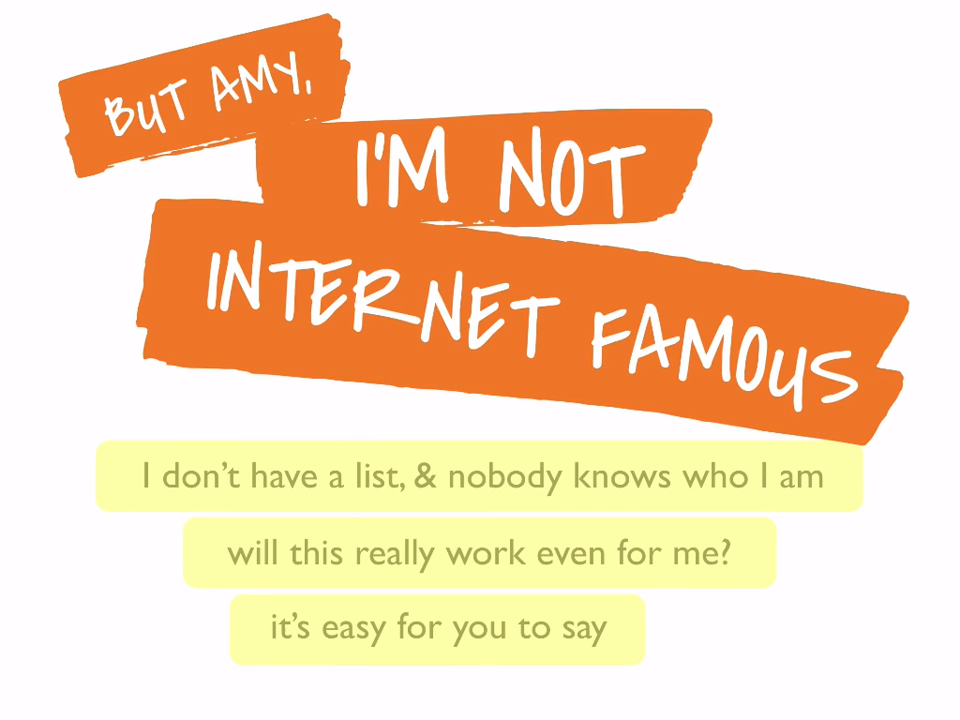 BUT AMY,
I'M NOT
INTERNET FAMOUS
I don't have a list, & nobody knows who I am
will this really work even for me?
it's easy for you to say